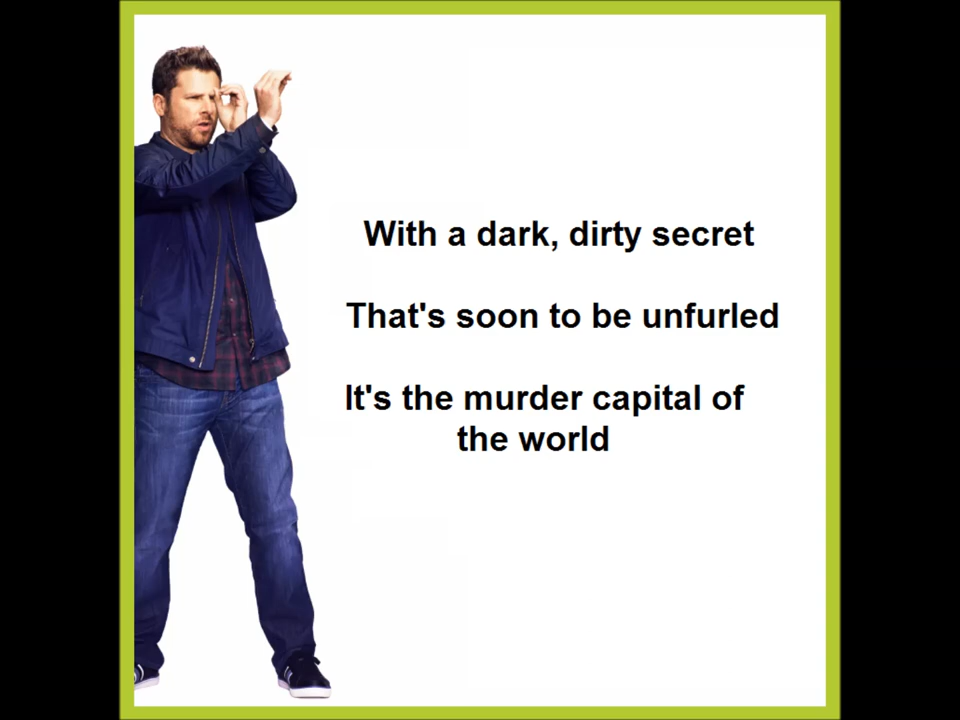 With a dark, dirty secret
That's soon to be unfurled
It's the murder capital of
the world